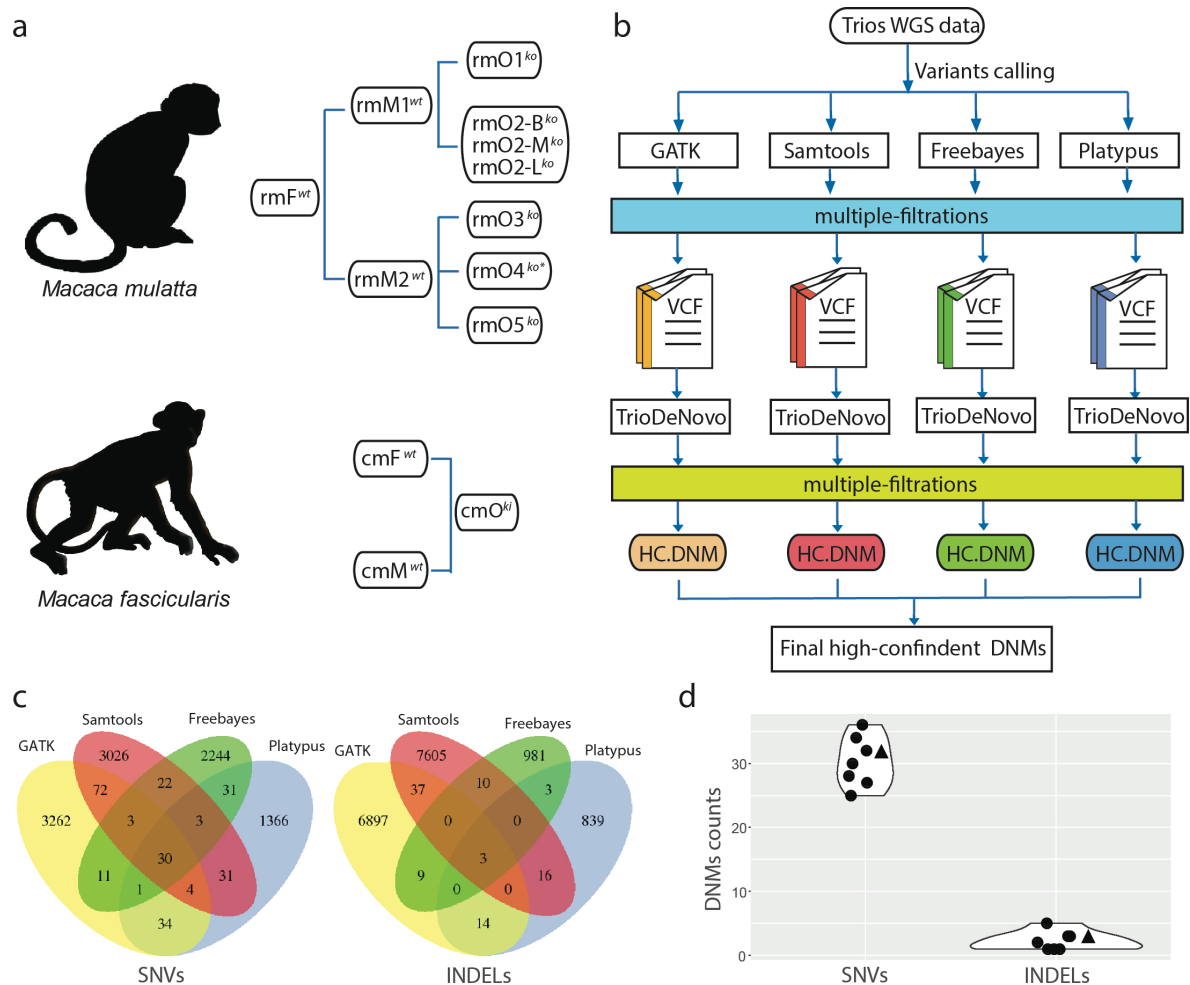 a
rmF wt
rmM1 wt
rmM2 wt
rmO1 ko
rmO2-B ko
rmO2-M ko
rmO2-L ko
rmO3 ko
rmO4 ko*
rmO5 ko
Macaca mulatta
cmF wt
cmM wt
cmO ki
Macaca fascicularis
b
Trios WGS data
Variants calling
GATK Samtools Freebayes Platypus
multiple-filtrations
VCF VCF VCF VCF
TrioDeNovo TrioDeNovo TrioDeNovo TrioDeNovo
multiple-filtrations
HC.DNM HC.DNM HC.DNM HC.DNM
Final high-confindent DNMs
c
GATK
Samtools
Freebayes
Platypus
3026 2244
72 22 31
3262 3 3 1366
30
11 1 4 31
34
SNVs
GATK
Samtools
Freebayes
Platypus
7605 981
37 10 3
6897 0 0 839
3
9 0 0 16
14
INDELs
d
DNMs counts
30
20
10
0
SNVs INDELs